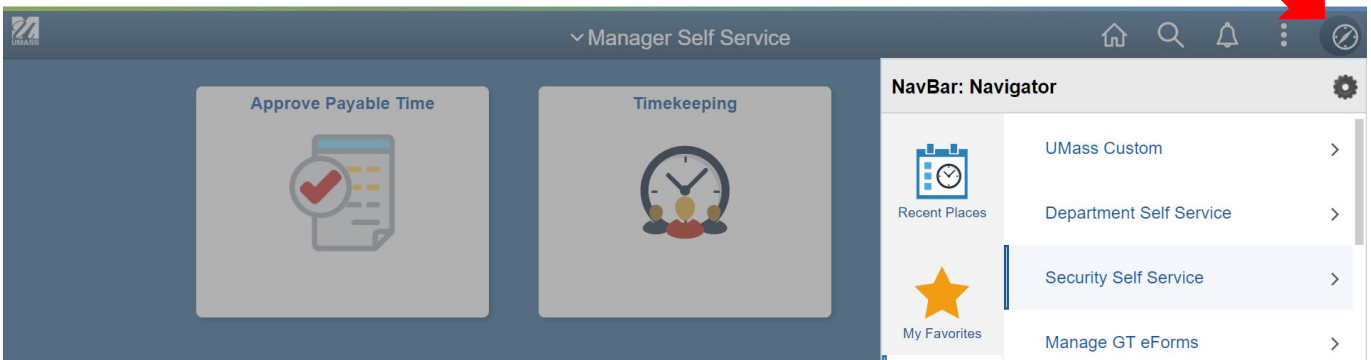 UMASS
Manager Self Service
Approve Payable Time
Timekeeping
NavBar: Navigator
Recent Places
My Favorites
UMass Custom
Department Self Service
Security Self Service
Manage GT eForms